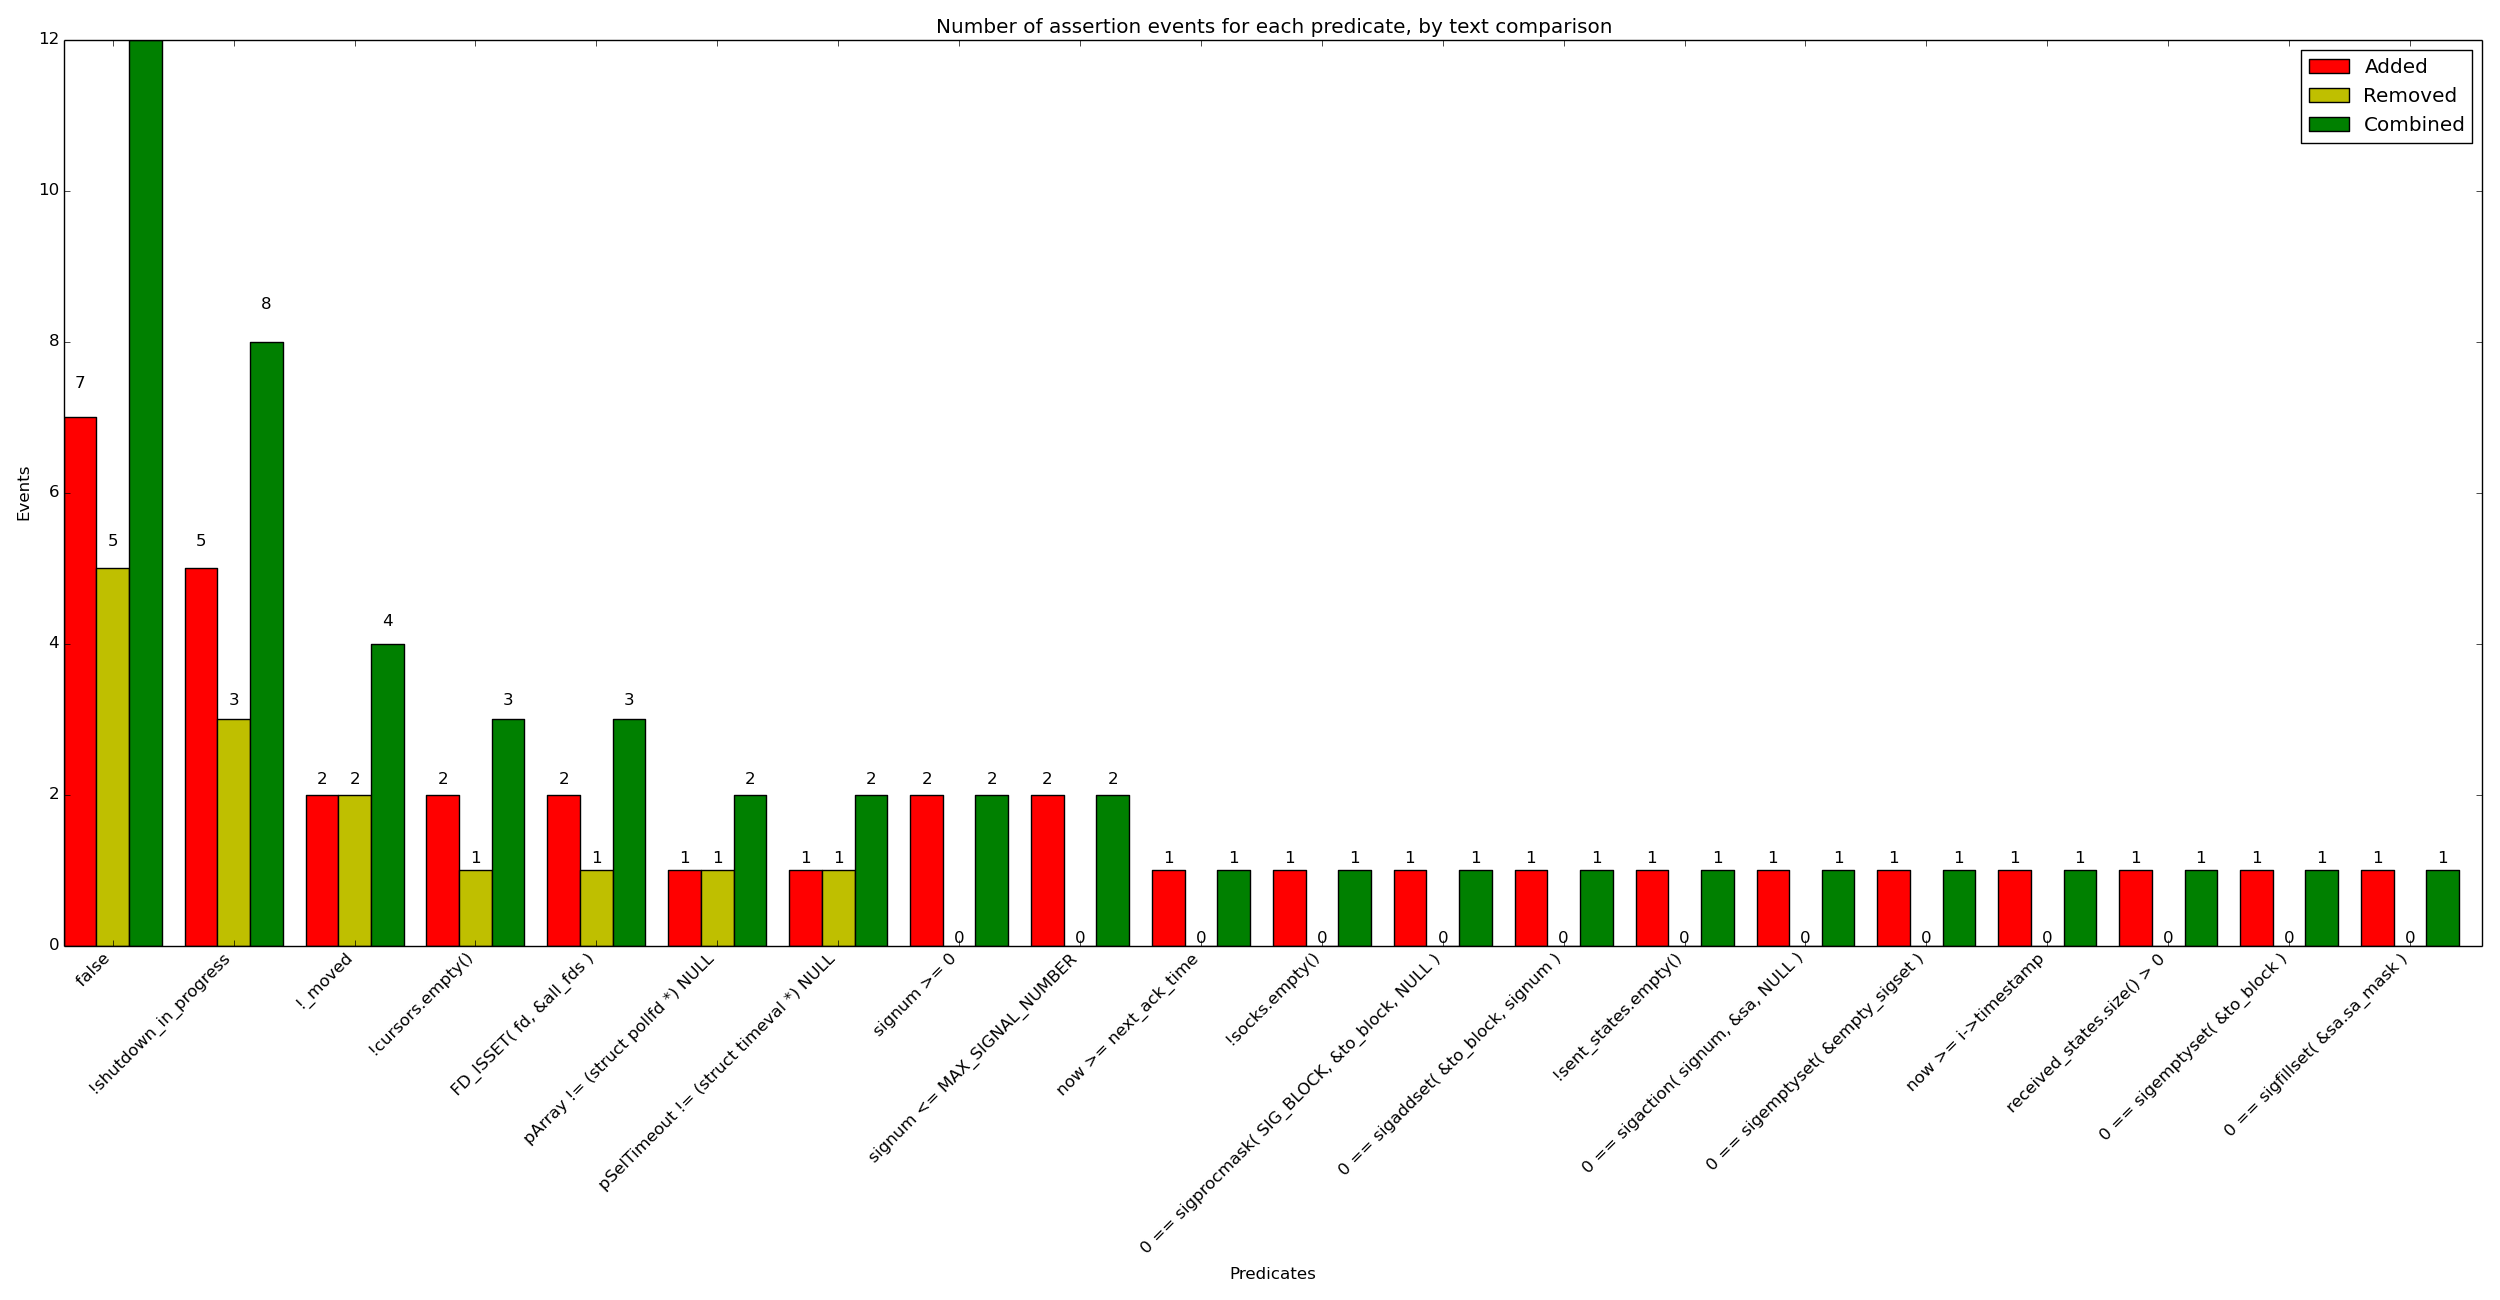 Number of assertion events for each predicate, by text comparison
Added
Removed
Combined
Events
12
10
8
6
4
2
0
7
5
5
3
8
2
2
4
2
1
3
2
1
3
1
1
2
1
1
2
2
0
2
2
0
2
1
0
1
1
0
1
1
0
1
1
0
1
1
0
1
1
0
1
1
0
1
1
0
1
1
0
1
1
0
1
1
0
1
false
!shutdown_in_progress
!_moved
!cursors.empty()
FD_ISSET( fd, &all_fds )
pArray != (struct pollfd *) NULL
pSelTimeout != (struct timeval *) NULL
signum >= 0
signum <= MAX_SIGNAL_NUMBER
now >= next_ack_time
!socks.empty()
0 == sigprocmask( SIG_BLOCK, &to_block, NULL )
0 == sigaddset( &to_block, signum )
!sent_states.empty()
0 == sigaction( signum, &sa, NULL )
0 == sigemptyset( &empty_sigset )
now >= i->timestamp
received_states.size() > 0
0 == sigemptyset( &to_block )
0 == sigfillset( &sa.sa_mask )
Predicates